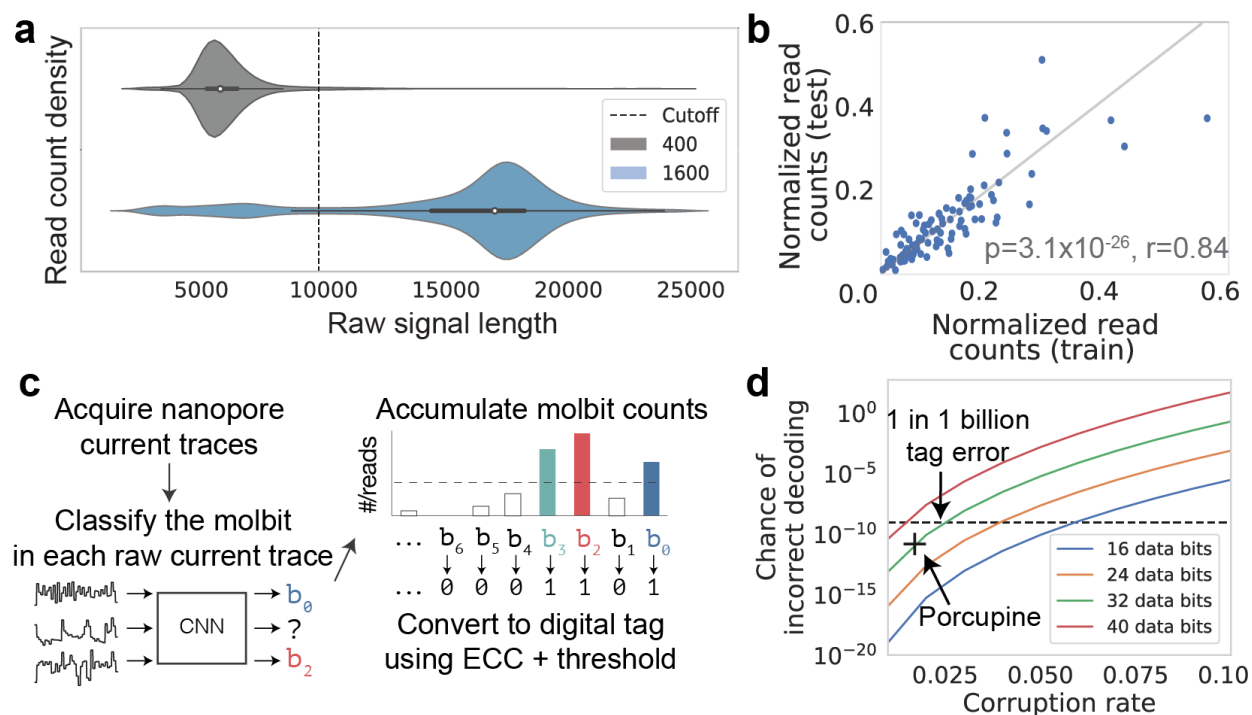 a
Read count density
Cutoff
400
1600
5000 10000 15000 20000 25000
Raw signal length
b
Normalized read
counts (test)
0.6
0.4
0.2
0.0
p=3.1x10⁻²⁶, r=0.84
0.2 0.4 0.6
Normalized read
counts (train)
c
Acquire nanopore
current traces
Classify the molbit
in each raw current trace
CNN
b₀
?
b₂
Accumulate molbit counts
#/reads
... b₆ b₅ b₄ b₃ b₂ b₁ b₀
... 0 0 0 1 1 0 1
Convert to digital tag
using ECC + threshold
d
Chance of
incorrect decoding
10⁰
10⁻⁵
10⁻¹⁰
10⁻¹⁵
10⁻²⁰
1 in 1 billion
tag error
Porcupine
16 data bits
24 data bits
32 data bits
40 data bits
0.025 0.050 0.075 0.10
Corruption rate